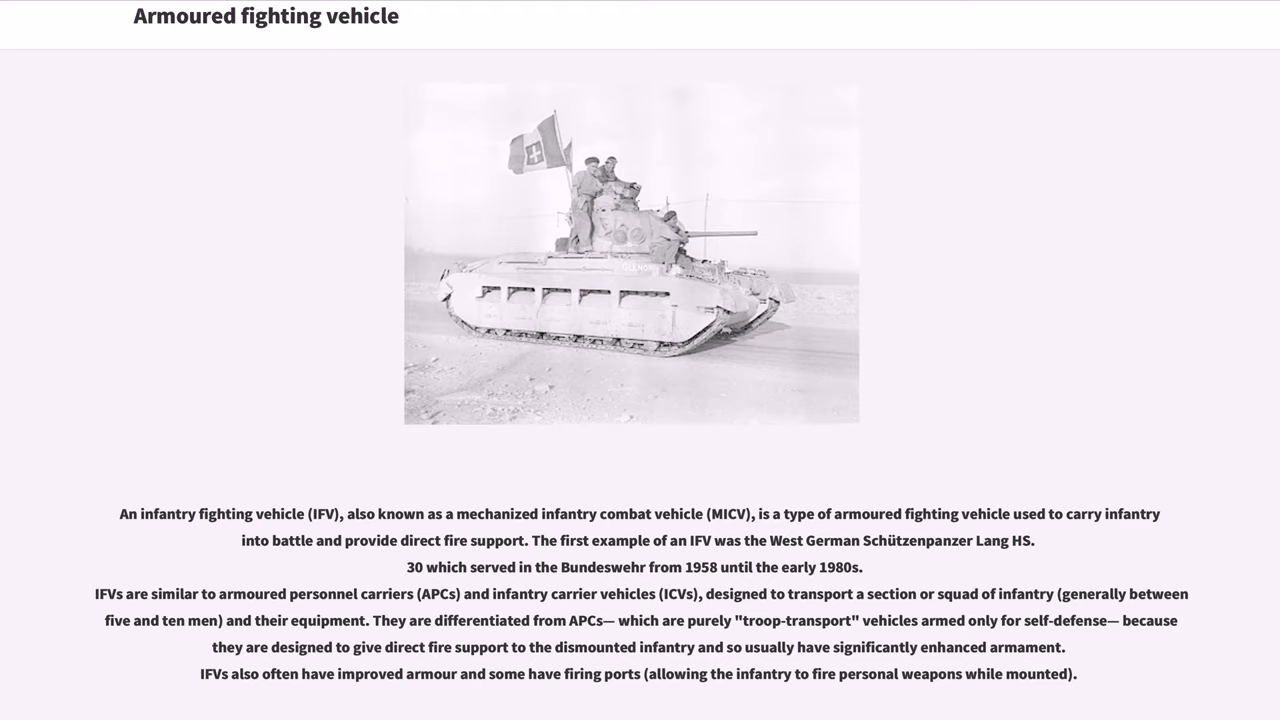 Armoured fighting vehicle
GLENOR
An infantry fighting vehicle (IFV), also known as a mechanized infantry combat vehicle (MICV), is a type of armoured fighting vehicle used to carry infantry
into battle and provide direct fire support. The first example of an IFV was the West German Schützenpanzer Lang HS.
30 which served in the Bundeswehr from 1958 until the early 1980s.
IFVs are similar to armoured personnel carriers (APCs) and infantry carrier vehicles (ICVs), designed to transport a section or squad of infantry (generally between
five and ten men) and their equipment. They are differentiated from APCs— which are purely "troop-transport" vehicles armed only for self-defense— because
they are designed to give direct fire support to the dismounted infantry and so usually have significantly enhanced armament.
IFVs also often have improved armour and some have firing ports (allowing the infantry to fire personal weapons while mounted).